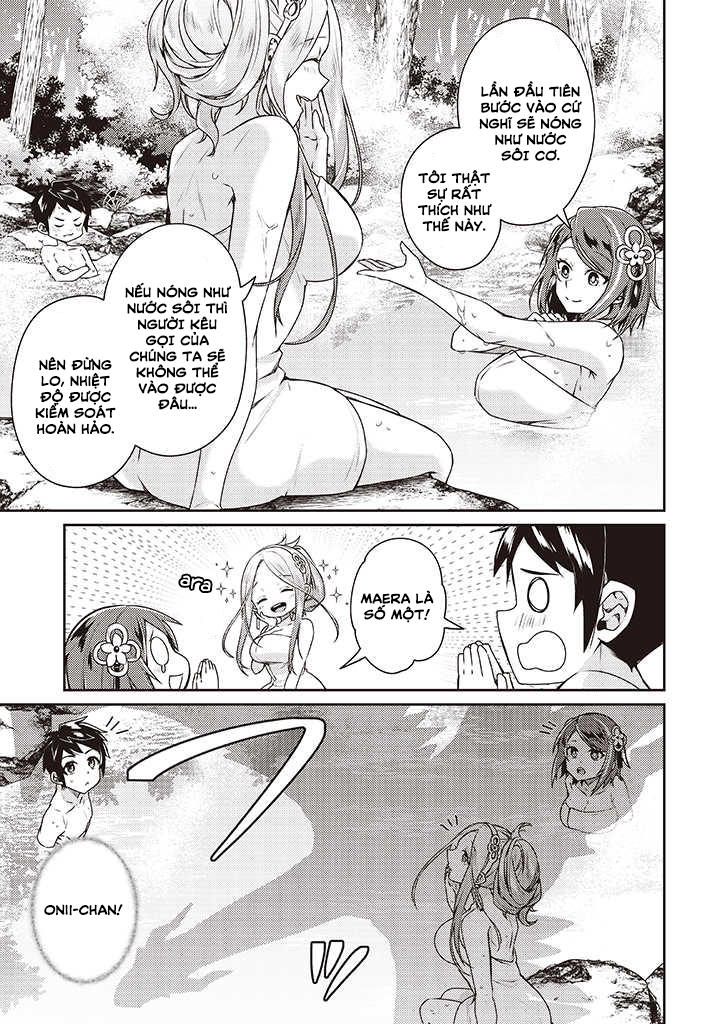 LẦN ĐẦU TIÊN
BƯỚC VÀO CỨ
NGHĨ SẼ NÓNG
NHƯ NƯỚC
SÔI CƠ.
TÔI THẬT
SỰ RẤT
THÍCH NHƯ
THẾ NÀY.
NẾU NÓNG NHƯ
NƯỚC SÔI THÌ
NGƯỜI KÊU
GỌI CỦA
CHÚNG TA SẼ
KHÔNG THỂ
VÀO ĐƯỢC
ĐÂU...
NÊN ĐỪNG
LO, NHIỆT
ĐỘ ĐƯỢC
KIỂM SOÁT
HOÀN HẢO.
MAERA LÀ
SỐ MỘT!
ara
ONII-CHAN!